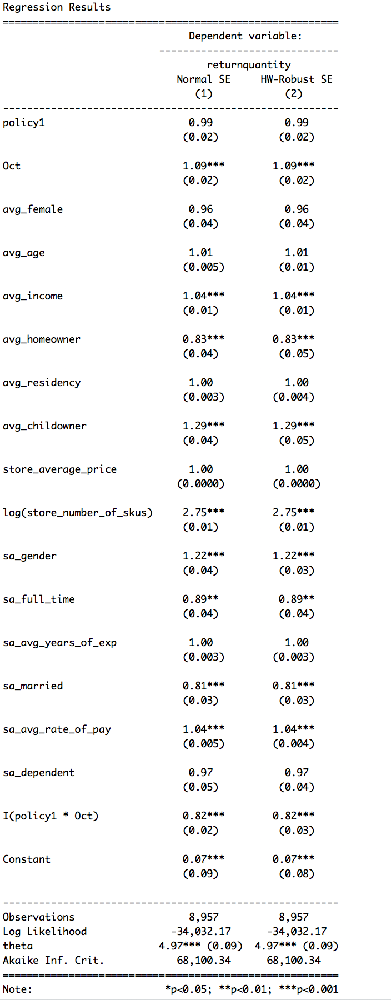 Regression Results
========================================================
Dependent variable:
------------------------------
returnquantity
Normal SE HW-Robust SE
(1) (2)
--------------------------------------------------------
policy1 0.99 0.99
(0.02) (0.02)
Oct 1.09*** 1.09***
(0.02) (0.02)
avg_female 0.96 0.96
(0.04) (0.04)
avg_age 1.01 1.01
(0.005) (0.01)
avg_income 1.04*** 1.04***
(0.01) (0.01)
avg_homeowner 0.83*** 0.83***
(0.04) (0.05)
avg_residency 1.00 1.00
(0.003) (0.004)
avg_childowner 1.29*** 1.29***
(0.04) (0.05)
store_average_price 1.00 1.00
(0.0000) (0.0000)
log(store_number_of_skus) 2.75*** 2.75***
(0.01) (0.01)
sa_gender 1.22*** 1.22***
(0.04) (0.03)
sa_full_time 0.89** 0.89**
(0.04) (0.04)
sa_avg_years_of_exp 1.00 1.00
(0.003) (0.003)
sa_married 0.81*** 0.81***
(0.03) (0.03)
sa_avg_rate_of_pay 1.04*** 1.04***
(0.005) (0.004)
sa_dependent 0.97 0.97
(0.05) (0.04)
I(policy1 * Oct) 0.82*** 0.82***
(0.02) (0.03)
Constant 0.07*** 0.07***
(0.09) (0.08)
--------------------------------------------------------
Observations 8,957 8,957
Log Likelihood -34,032.17 -34,032.17
theta 4.97*** (0.09) 4.97*** (0.09)
Akaike Inf. Crit. 68,100.34 68,100.34
========================================================
Note: *p<0.05; **p<0.01; ***p<0.001